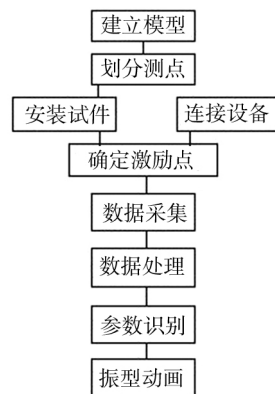 建立模型
划分测点
安装试件
连接设备
确定激励点
数据采集
数据处理
参数识别
振型动画